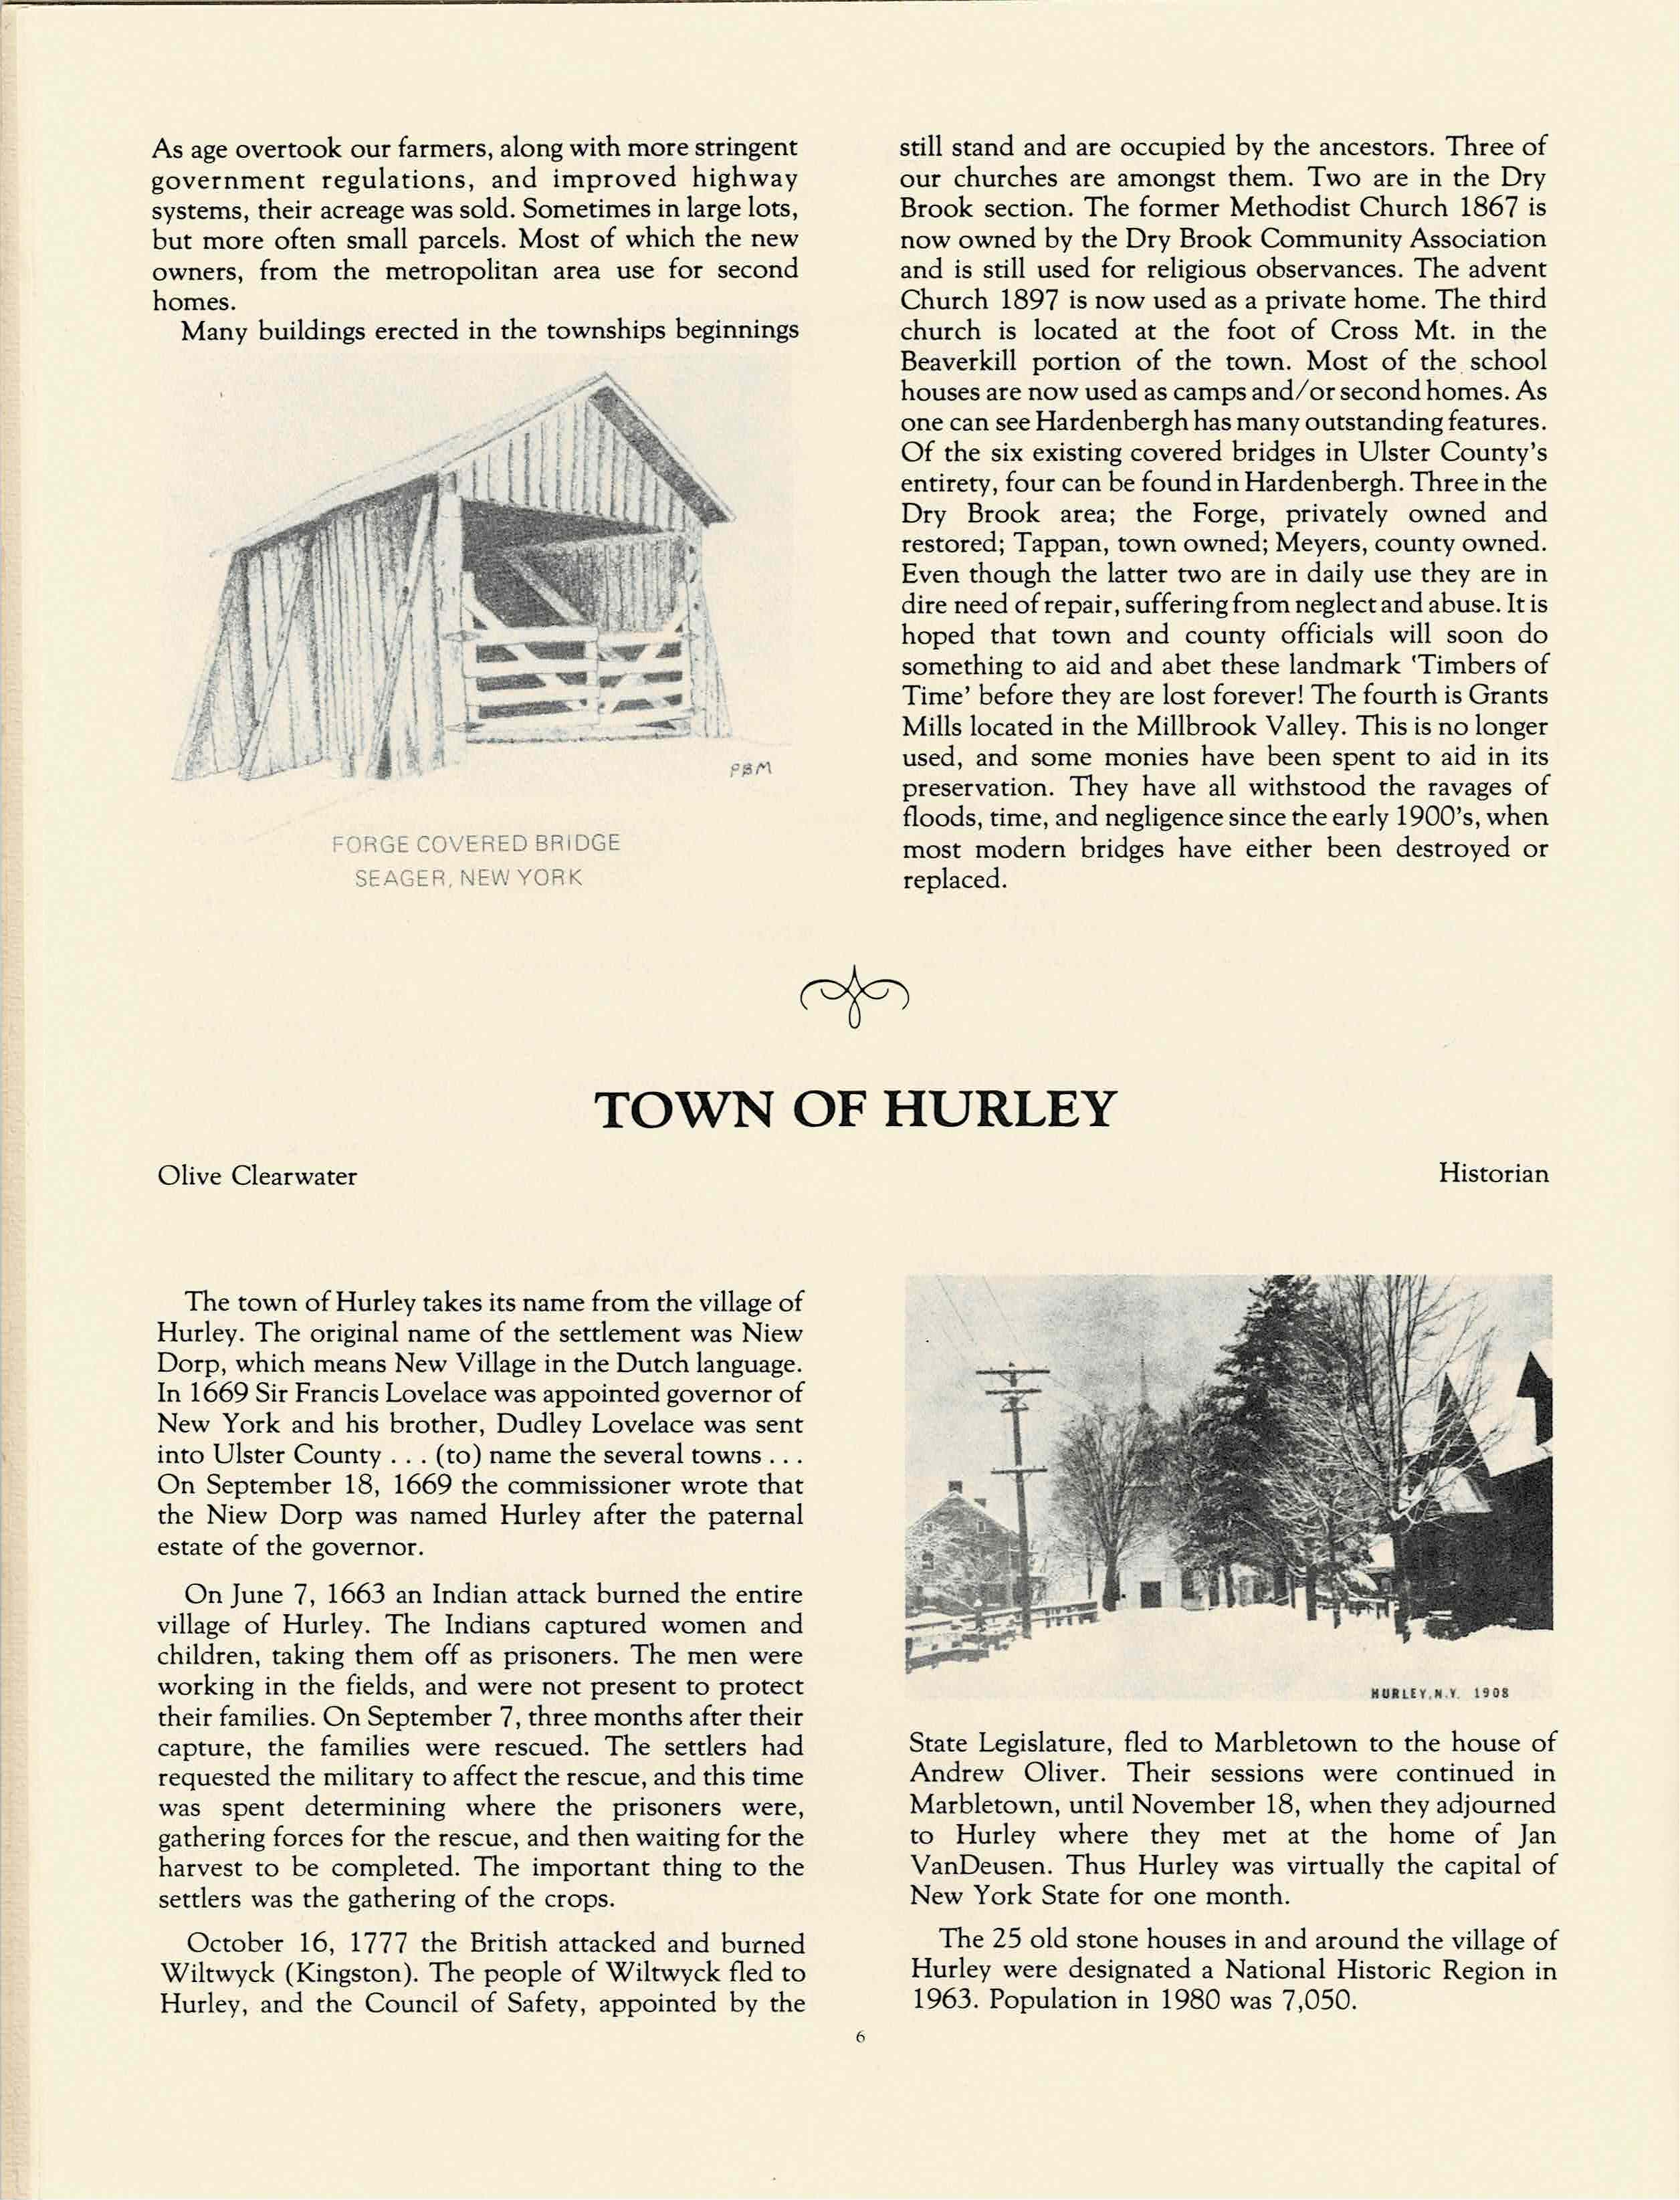 As age overtook our farmers, along with more stringent
government regulations, and improved highway
systems, their acreage was sold. Sometimes in large lots,
but more often small parcels. Most of which the new
owners, from the metropolitan area use for second
homes.
Many buildings erected in the townships beginnings
PBM
FORGE COVERED BRIDGE
SEAGER, NEW YORK
still stand and are occupied by the ancestors. Three of
our churches are amongst them. Two are in the Dry
Brook section. The former Methodist Church 1867 is
now owned by the Dry Brook Community Association
and is still used for religious observances. The advent
Church 1897 is now used as a private home. The third
church is located at the foot of Cross Mt. in the
Beaverkill portion of the town. Most of the school
houses are now used as camps and/or second homes. As
one can see Hardenbergh has many outstanding features.
Of the six existing covered bridges in Ulster County's
entirety, four can be found in Hardenbergh. Three in the
Dry Brook area; the Forge, privately owned and
restored; Tappan, town owned; Meyers, county owned.
Even though the latter two are in daily use they are in
dire need of repair, suffering from neglect and abuse. It is
hoped that town and county officials will soon do
something to aid and abet these landmark 'Timbers of
Time' before they are lost forever! The fourth is Grants
Mills located in the Millbrook Valley. This is no longer
used, and some monies have been spent to aid in its
preservation. They have all withstood the ravages of
floods, time, and negligence since the early 1900's, when
most modern bridges have either been destroyed or
replaced.
TOWN OF HURLEY
Olive Clearwater
Historian
The town of Hurley takes its name from the village of
Hurley. The original name of the settlement was Niew
Dorp, which means New Village in the Dutch language.
In 1669 Sir Francis Lovelace was appointed governor of
New York and his brother, Dudley Lovelace was sent
into Ulster County . . . (to) name the several towns . . .
On September 18, 1669 the commissioner wrote that
the Niew Dorp was named Hurley after the paternal
estate of the governor.
On June 7, 1663 an Indian attack burned the entire
village of Hurley. The Indians captured women and
children, taking them off as prisoners. The men were
working in the fields, and were not present to protect
their families. On September 7, three months after their
capture, the families were rescued. The settlers had
requested the military to affect the rescue, and this time
was spent determining where the prisoners were,
gathering forces for the rescue, and then waiting for the
harvest to be completed. The important thing to the
settlers was the gathering of the crops.
October 16, 1777 the British attacked and burned
Wiltwyck (Kingston). The people of Wiltwyck fled to
Hurley, and the Council of Safety, appointed by the
HURLEY, N.Y. 1908
State Legislature, fled to Marbletown to the house of
Andrew Oliver. Their sessions were continued in
Marbletown, until November 18, when they adjourned
to Hurley where they met at the home of Jan
VanDeusen. Thus Hurley was virtually the capital of
New York State for one month.
The 25 old stone houses in and around the village of
Hurley were designated a National Historic Region in
1963. Population in 1980 was 7,050.
6